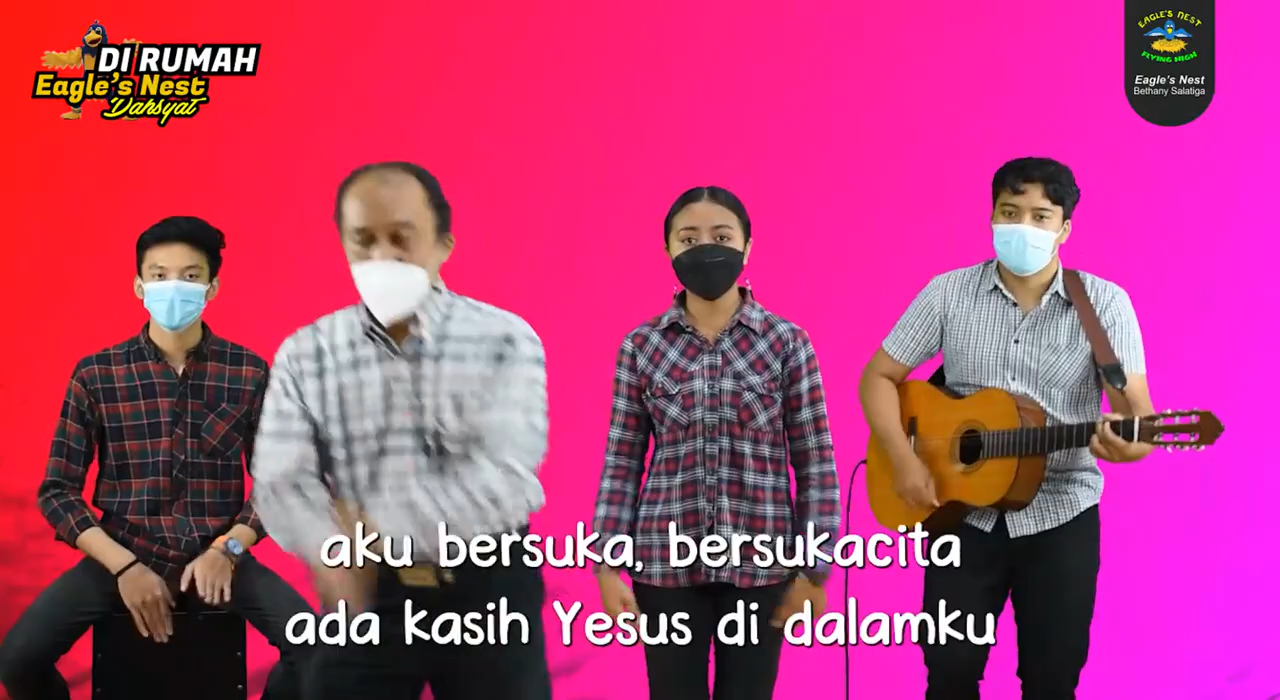 DI RUMAH
Eagle's Nest
Dahsyat
EAGLE'S NEST
FLYING HIGH
Eagle's Nest
Bethany Salatiga
aku bersuka, bersukacita
ada kasih Yesus di dalamku